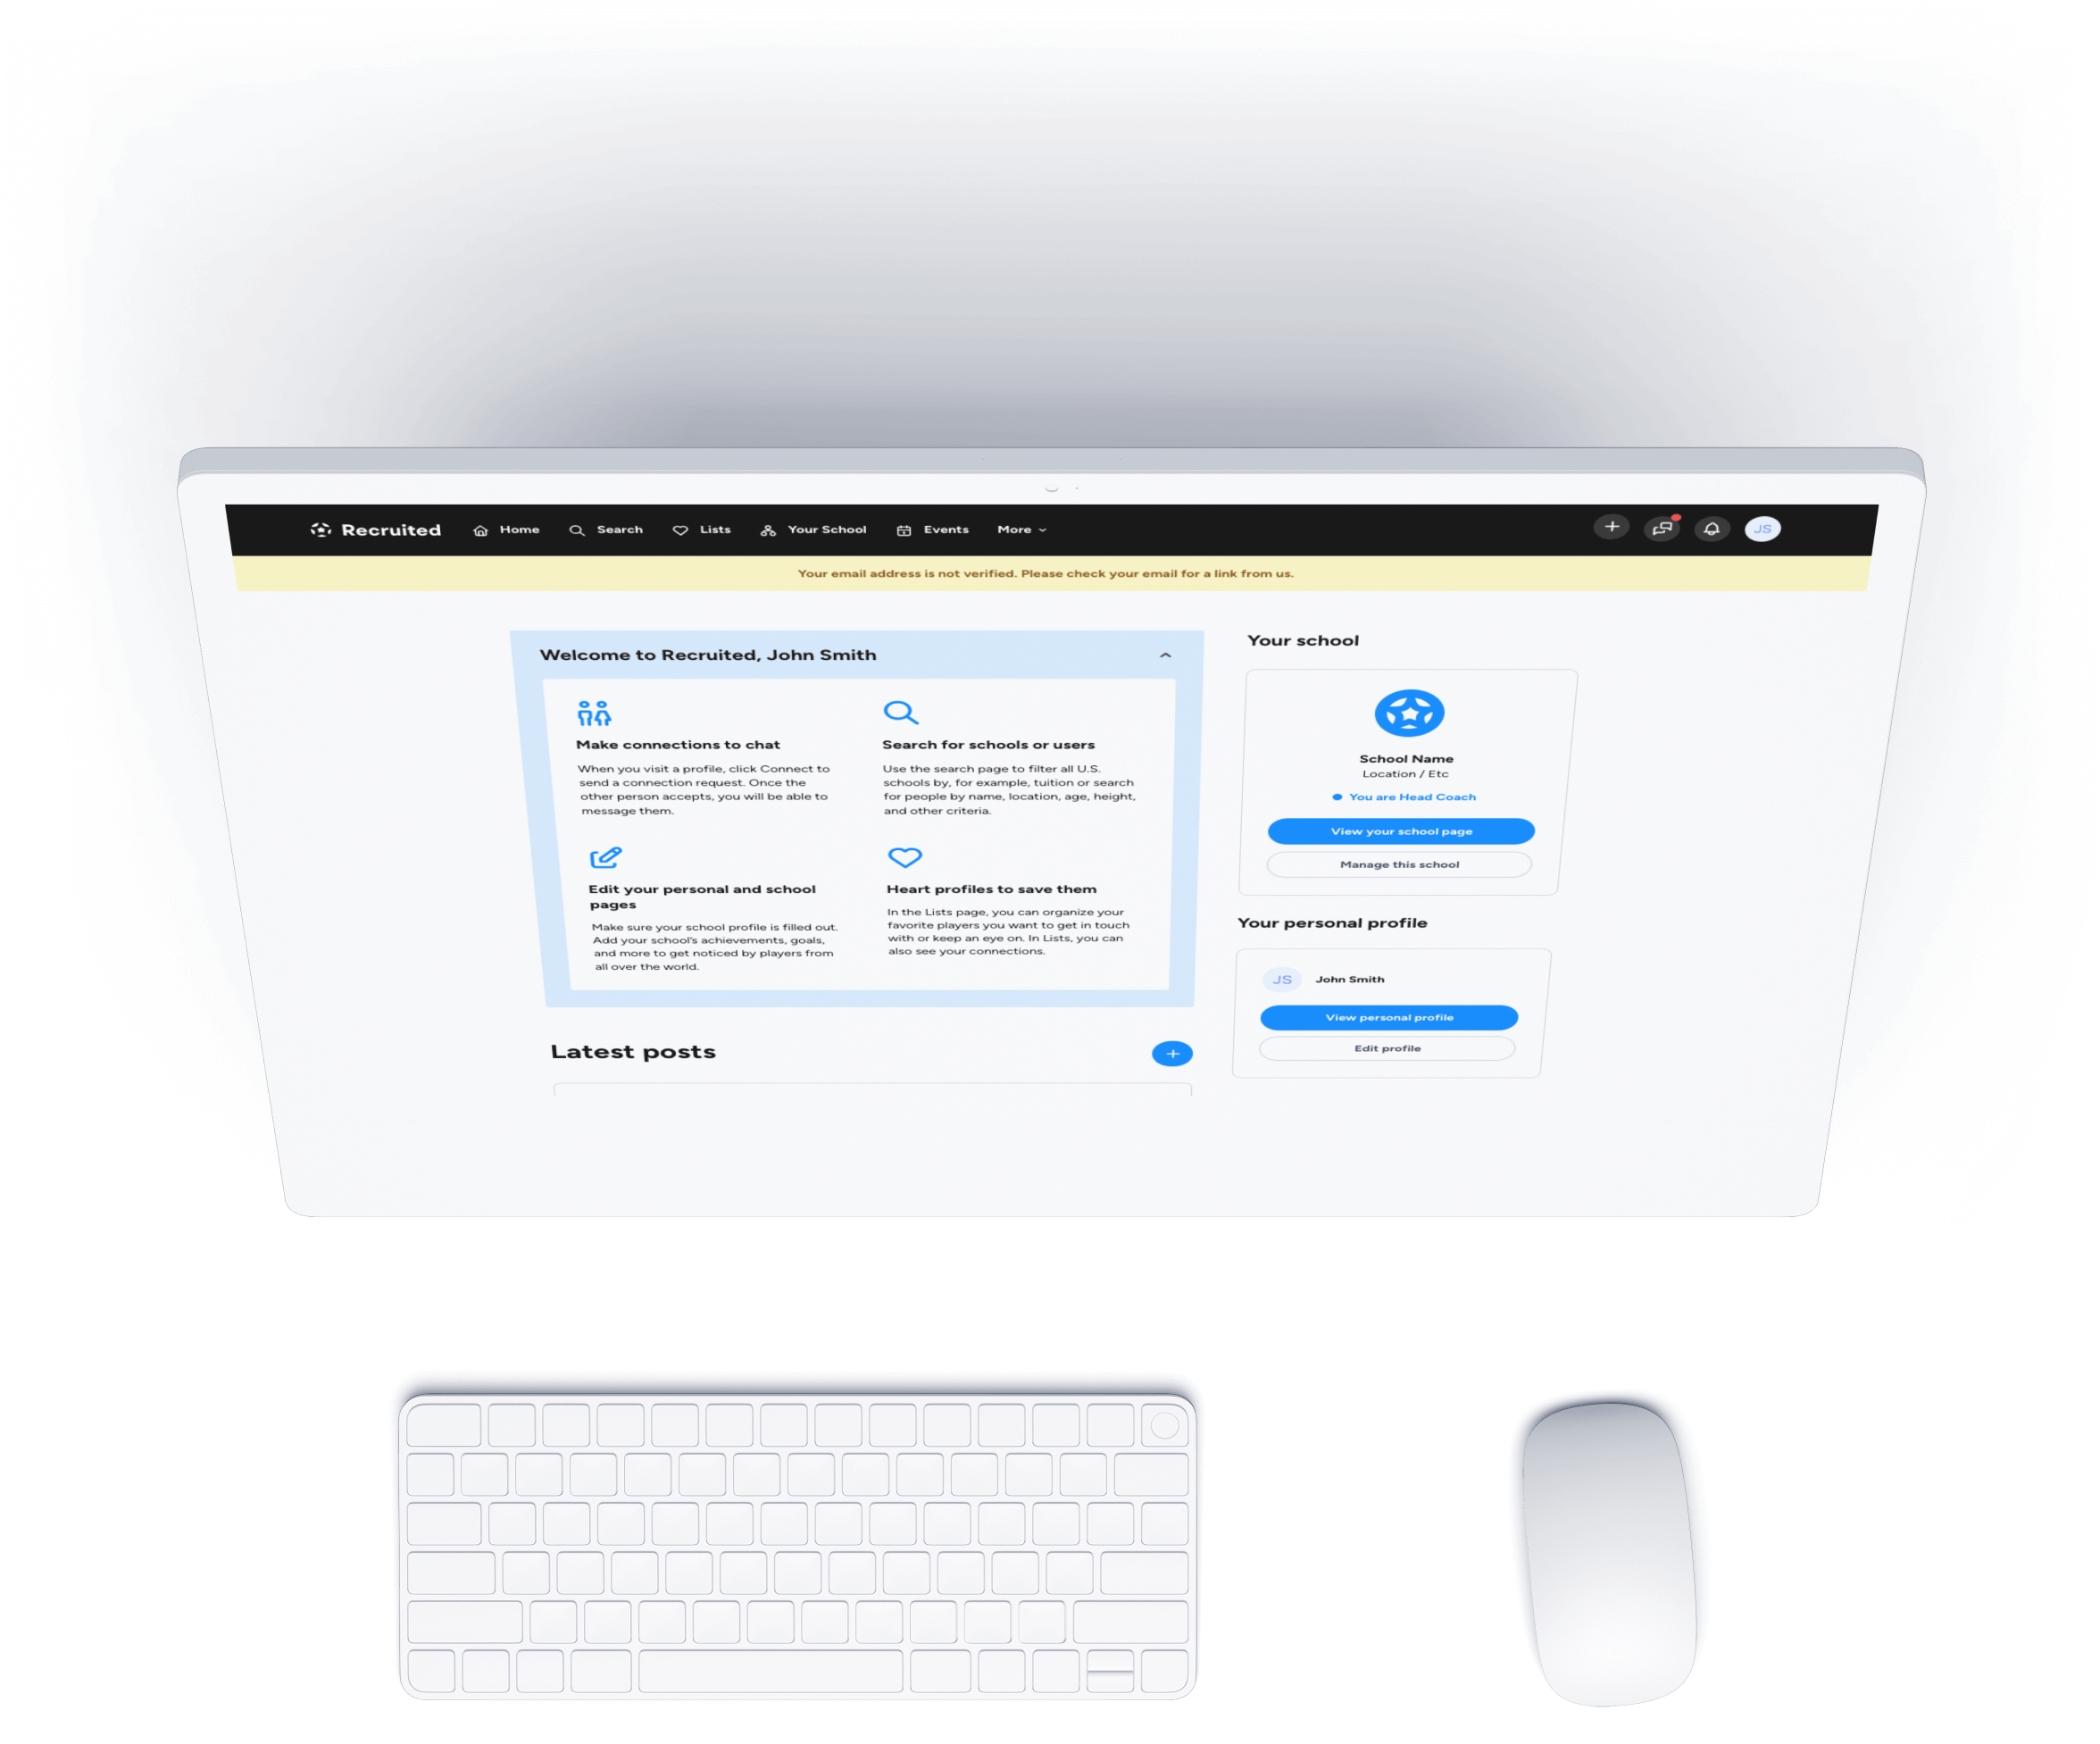 Recruited Home Search Lists Your School Events More JS
Your email address is not verified. Please check your email for a link from us.
Welcome to Recruited, John Smith
Make connections to chat
When you visit a profile, click Connect to
send a connection request. Once the
other person accepts, you will be able to
message them.
Search for schools or users
Use the search page to filter all U.S.
schools by, for example, tuition or search
for people by name, location, age, height,
and other criteria.
Edit your personal and school
pages
Make sure your school profile is filled out.
Add your school's achievements, goals,
and more to get noticed by players from
all over the world.
Heart profiles to save them
In the Lists page, you can organize your
favorite players you want to get in touch
with or keep an eye on. In Lists, you can
also see your connections.
Latest posts
Your school
School Name
Location / Etc
You are Head Coach
View your school page
Manage this school
Your personal profile
JS John Smith
View personal profile
Edit profile